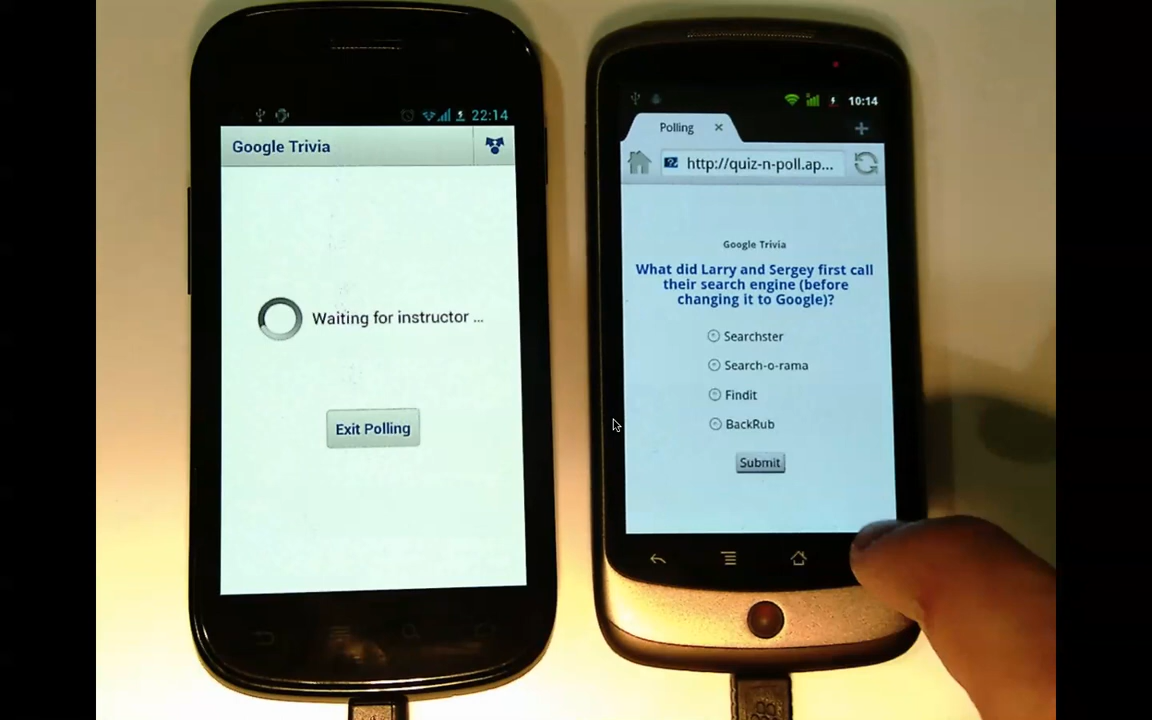 22:14
Google Trivia
Waiting for instructor ...
Exit Polling
10:14
Polling
http://quiz-n-poll.ap...
Google Trivia
What did Larry and Sergey first call
their search engine (before
changing it to Google)?
Searchster
Search-o-rama
Findit
BackRub
Submit